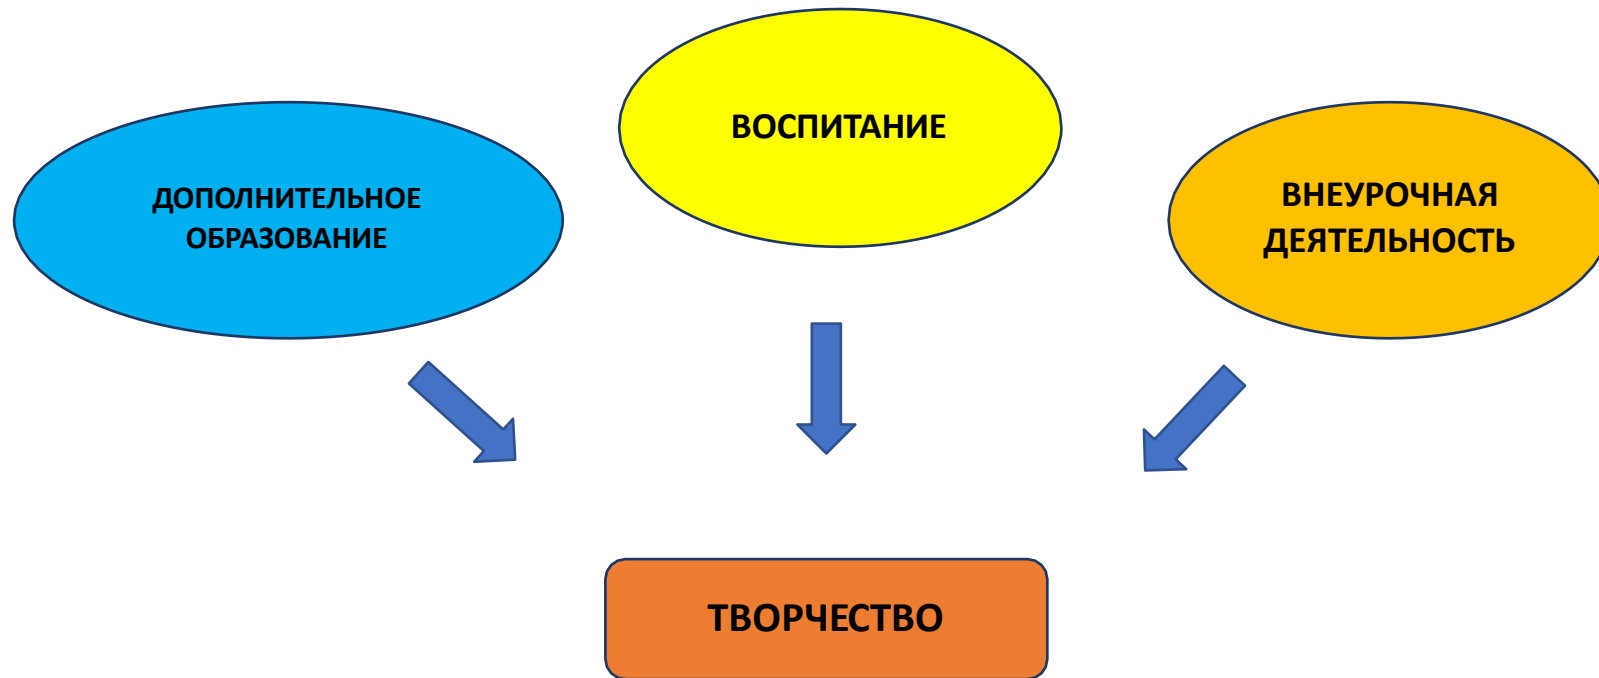 ВОСПИТАНИЕ
ДОПОЛНИТЕЛЬНОЕ
ОБРАЗОВАНИЕ
ВНЕУРОЧНАЯ
ДЕЯТЕЛЬНОСТЬ
ТВОРЧЕСТВО